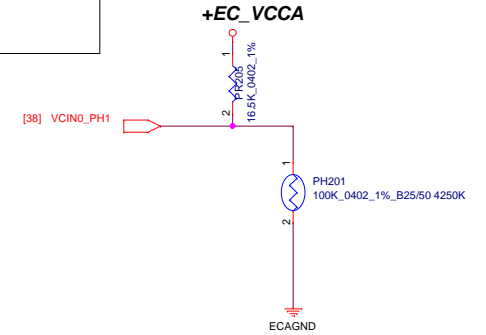 +EC_VCCA
1
PR205
16.5K_0402_1%
2
[38] VCIN0_PH1
1
PH201
100K_0402_1%_B25/50 4250K
2
ECAGND